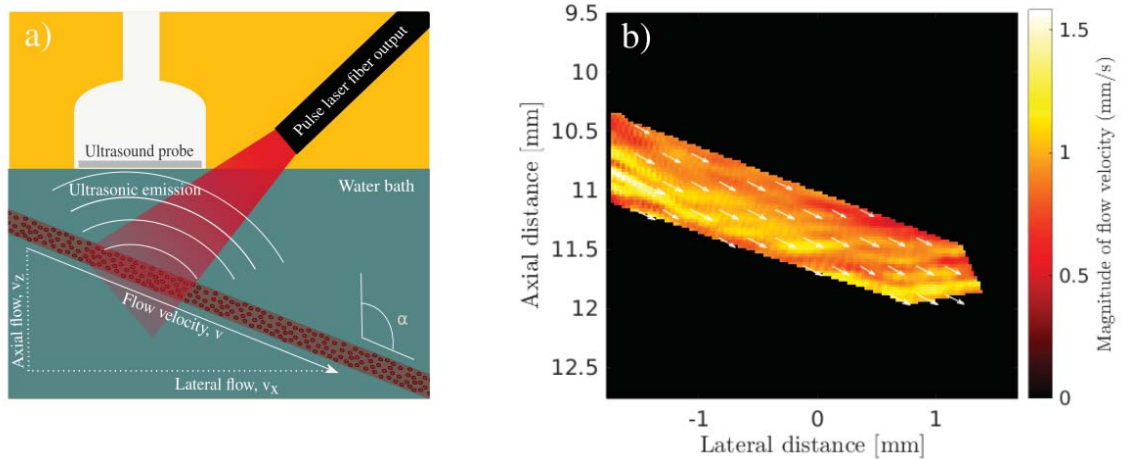 a)
Pulse laser fiber output
Ultrasound probe
Ultrasonic emission
Water bath
Axial flow, vz
Flow velocity, v
α
Lateral flow, vx
b)
9.5
10
10.5
11
11.5
12
12.5
Axial distance [mm]
-1
0
1
Lateral distance [mm]
1.5
1
0.5
0
Magnitude of flow velocity (mm/s)